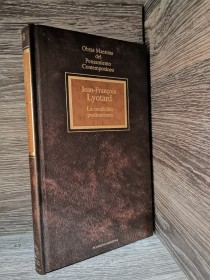 Obras Maestras
del
Pensamiento
Contemporáneo
Jean-François
Lyotard
La condición
postmoderna